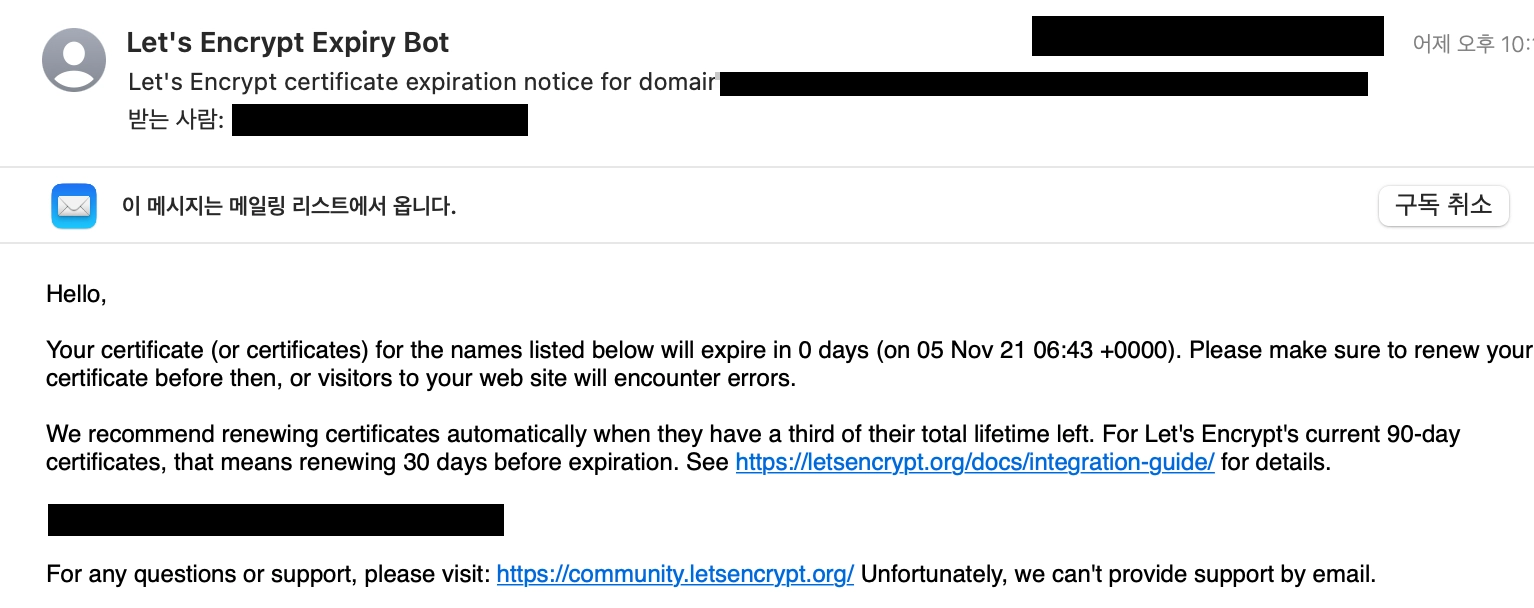 Let's Encrypt Expiry Bot
어제 오후 10:
Let's Encrypt certificate expiration notice for domain
받는 사람:
이 메시지는 메일링 리스트에서 옵니다.
구독 취소
Hello,
Your certificate (or certificates) for the names listed below will expire in 0 days (on 05 Nov 21 06:43 +0000). Please make sure to renew your
certificate before then, or visitors to your web site will encounter errors.
We recommend renewing certificates automatically when they have a third of their total lifetime left. For Let's Encrypt's current 90-day
certificates, that means renewing 30 days before expiration. See https://letsencrypt.org/docs/integration-guide/ for details.
For any questions or support, please visit: https://community.letsencrypt.org/ Unfortunately, we can't provide support by email.